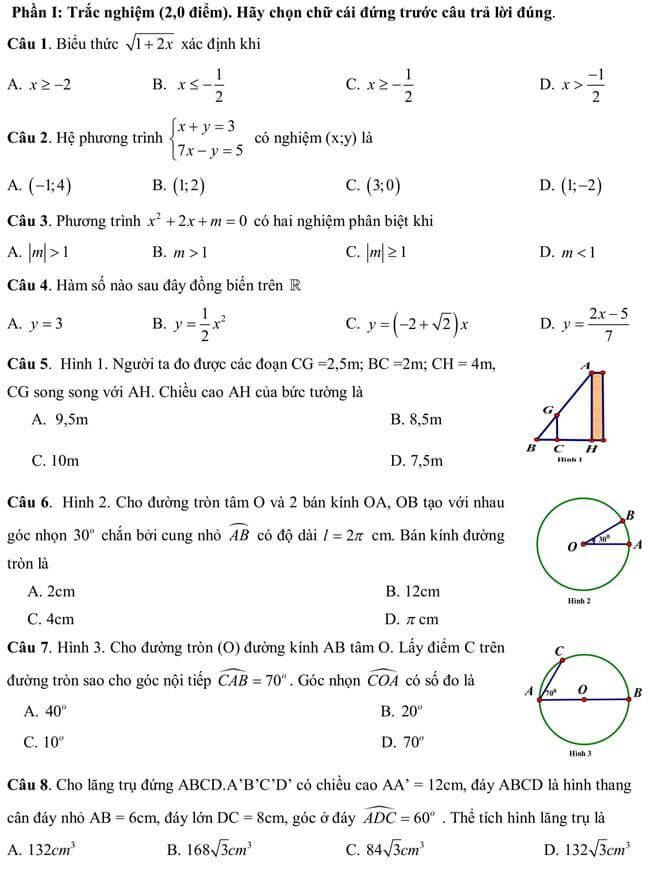 Phần I: Trắc nghiệm (2,0 điểm). Hãy chọn chữ cái đứng trước câu trả lời đúng.
Câu 1. Biểu thức √(1+2x) xác định khi
A. x ≥ −2 B. x ≤ −1/2 C. x ≥ −1/2 D. x > −1/2
Câu 2. Hệ phương trình {x + y = 3; 7x − y = 5 có nghiệm (x;y) là
A. (−1;4) B. (1;2) C. (3;0) D. (1;−2)
Câu 3. Phương trình x² + 2x + m = 0 có hai nghiệm phân biệt khi
A. |m| > 1 B. m > 1 C. |m| ≥ 1 D. m < 1
Câu 4. Hàm số nào sau đây đồng biến trên ℝ
A. y = 3 B. y = 1/2 x² C. y = (−2 + √2)x D. y = (2x − 5)/7
Câu 5. Hình 1. Người ta đo được các đoạn CG =2,5m; BC =2m; CH = 4m,
CG song song với AH. Chiều cao AH của bức tường là
A. 9,5m B. 8,5m
C. 10m D. 7,5m
A
G
B C H
Hình 1
Câu 6. Hình 2. Cho đường tròn tâm O và 2 bán kính OA, OB tạo với nhau
góc nhọn 30° chắn bởi cung nhỏ AB có độ dài l = 2π cm. Bán kính đường
tròn là
A. 2cm B. 12cm
C. 4cm D. π cm
B
O 30⁰ A
Hình 2
Câu 7. Hình 3. Cho đường tròn (O) đường kính AB tâm O. Lấy điểm C trên
đường tròn sao cho góc nội tiếp CAB = 70°. Góc nhọn COA có số đo là
A. 40° B. 20°
C. 10° D. 70°
C
A 70⁰ O B
Hình 3
Câu 8. Cho lăng trụ đứng ABCD.A’B’C’D’ có chiều cao AA’ = 12cm, đáy ABCD là hình thang
cân đáy nhỏ AB = 6cm, đáy lớn DC = 8cm, góc ở đáy ADC = 60° . Thể tích hình lăng trụ là
A. 132cm³ B. 168√3cm³ C. 84√3cm³ D. 132√3cm³